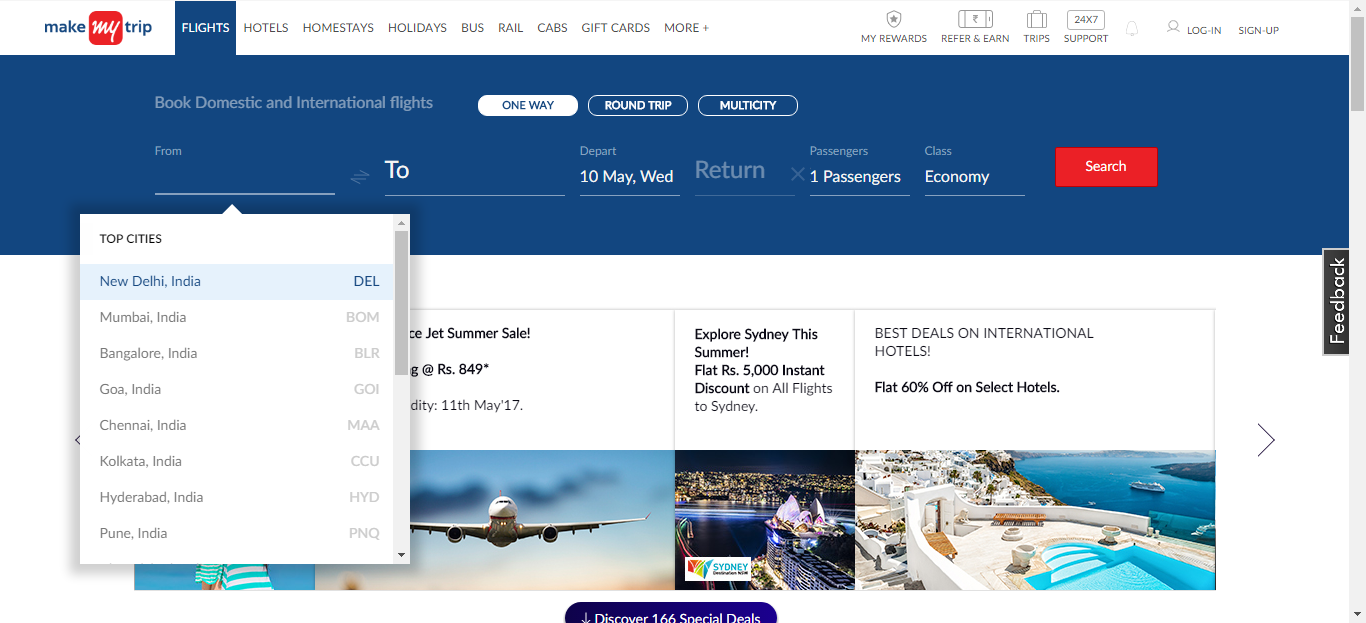 make my trip
FLIGHTS HOTELS HOMESTAYS HOLIDAYS BUS RAIL CABS GIFT CARDS MORE +
₹ 24X7
MY REWARDS REFER & EARN TRIPS SUPPORT LOG-IN SIGN-UP
Book Domestic and International flights
ONE WAY ROUND TRIP MULTICITY
From
To
Depart
10 May, Wed
Return
Passengers
1 Passengers
Class
Economy
Search
TOP CITIES
New Delhi, India DEL
Mumbai, India BOM
Bangalore, India BLR
Goa, India GOI
Chennai, India MAA
Kolkata, India CCU
Hyderabad, India HYD
Pune, India PNQ
ce Jet Summer Sale!
g @ Rs. 849*
dity: 11th May'17.
Explore Sydney This
Summer!
Flat Rs. 5,000 Instant
Discount on All Flights
to Sydney.
BEST DEALS ON INTERNATIONAL
HOTELS!
Flat 60% Off on Select Hotels.
SYDNEY
Destination NSW
Feedback
Discover 166 Special Deals